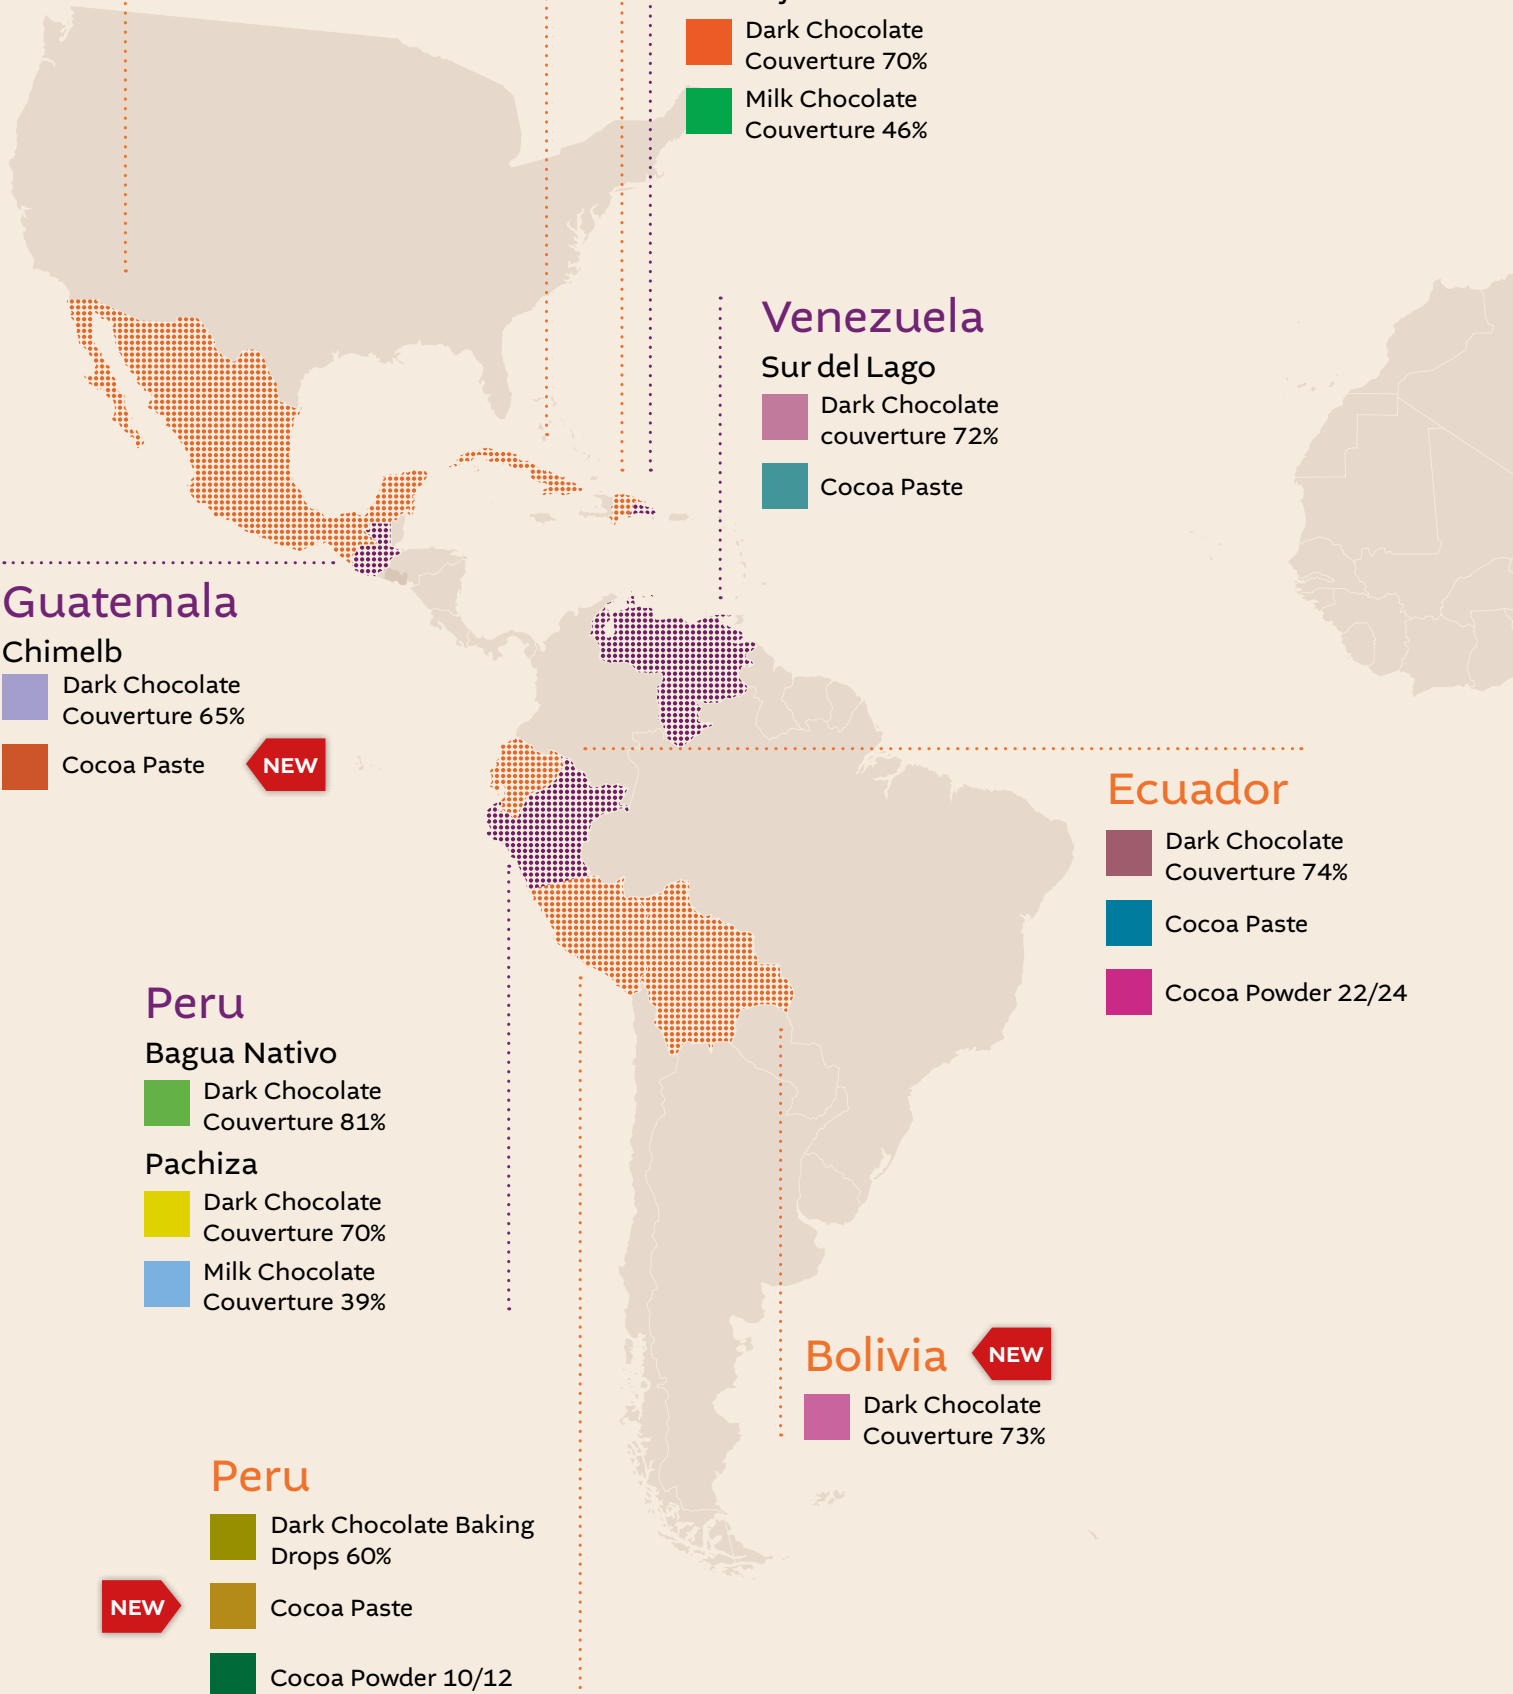 Dark Chocolate
Couverture 70%
Milk Chocolate
Couverture 46%
Venezuela
Sur del Lago
Dark Chocolate
couverture 72%
Cocoa Paste
Guatemala
Chimelb
Dark Chocolate
Couverture 65%
Cocoa Paste
NEW
Ecuador
Dark Chocolate
Couverture 74%
Cocoa Paste
Cocoa Powder 22/24
Peru
Bagua Nativo
Dark Chocolate
Couverture 81%
Pachiza
Dark Chocolate
Couverture 70%
Milk Chocolate
Couverture 39%
Bolivia
NEW
Dark Chocolate
Couverture 73%
Peru
Dark Chocolate Baking
Drops 60%
NEW
Cocoa Paste
Cocoa Powder 10/12